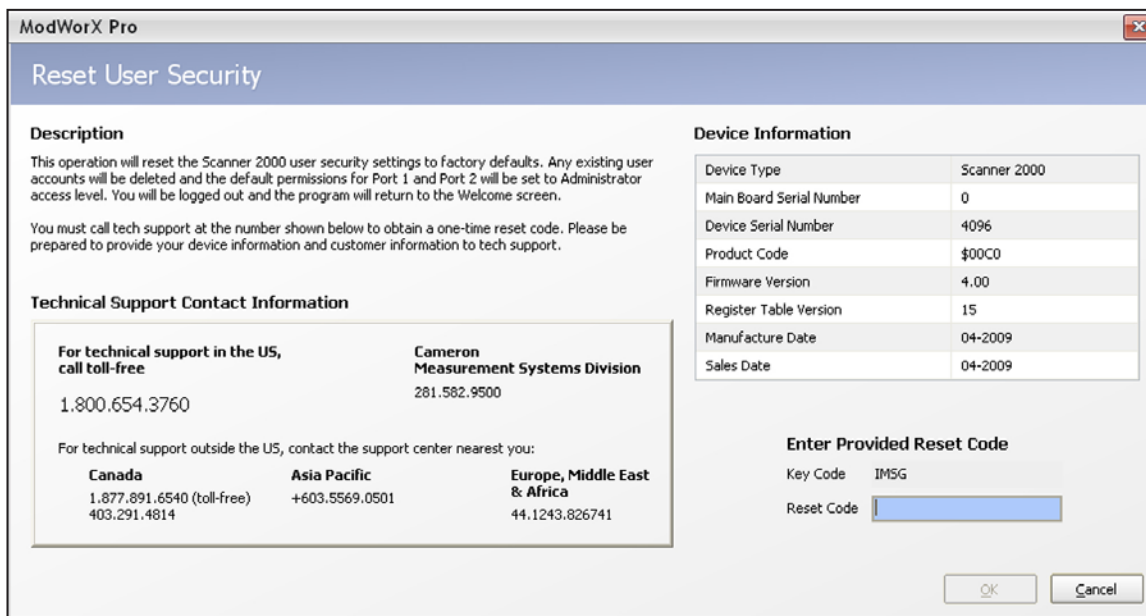 ModWorX Pro
Reset User Security
Description
This operation will reset the Scanner 2000 user security settings to factory defaults. Any existing user
accounts will be deleted and the default permissions for Port 1 and Port 2 will be set to Administrator
access level. You will be logged out and the program will return to the Welcome screen.
You must call tech support at the number shown below to obtain a one-time reset code. Please be
prepared to provide your device information and customer information to tech support.
Technical Support Contact Information
For technical support in the US,
call toll-free
1.800.654.3760
Cameron
Measurement Systems Division
281.582.9500
For technical support outside the US, contact the support center nearest you:
Canada
1.877.891.6540 (toll-free)
403.291.4814
Asia Pacific
+603.5569.0501
Europe, Middle East
& Africa
44.1243.826741
Device Information
Device Type Scanner 2000
Main Board Serial Number 0
Device Serial Number 4096
Product Code $00C0
Firmware Version 4.00
Register Table Version 15
Manufacture Date 04-2009
Sales Date 04-2009
Enter Provided Reset Code
Key Code IMSG
Reset Code
OK Cancel